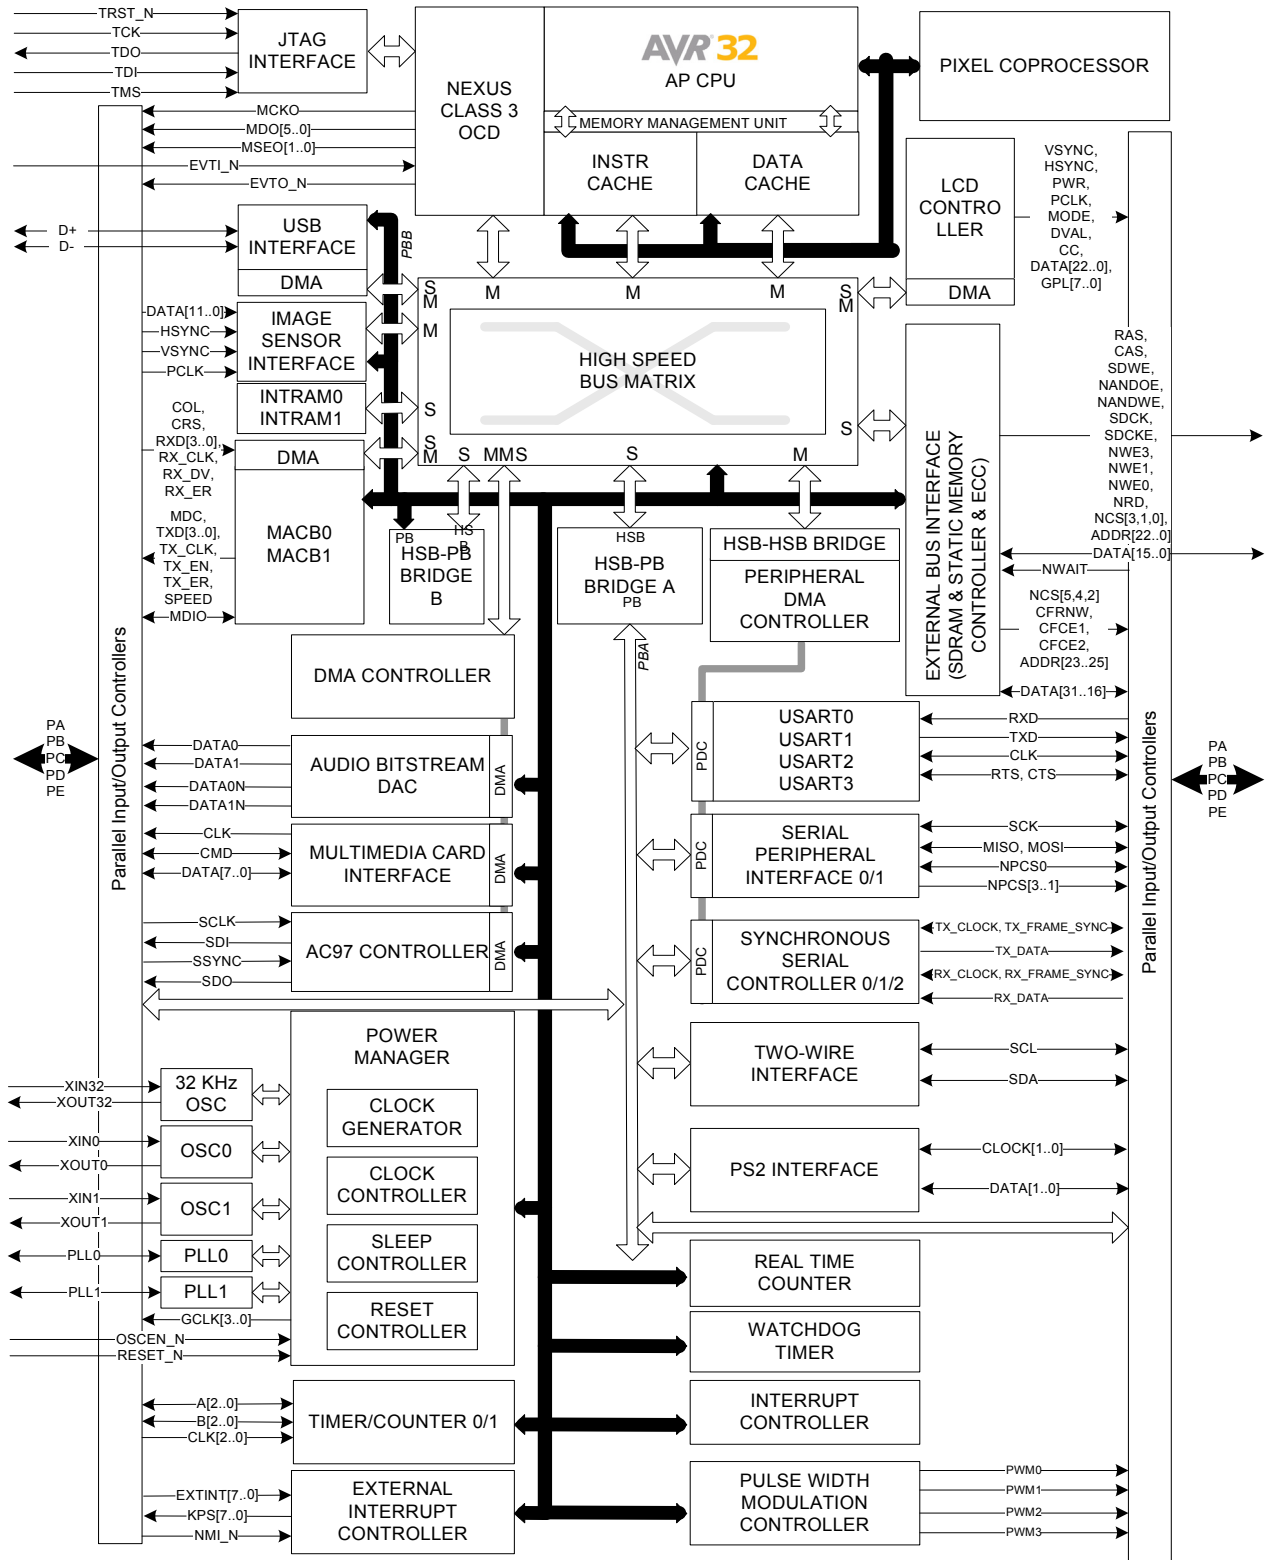 TRST_N
TCK
TDO
TDI
TMS
JTAG
INTERFACE
NEXUS
CLASS 3
OCD
AVR 32
AP CPU
MEMORY MANAGEMENT UNIT
INSTR
CACHE
DATA
CACHE
PIXEL COPROCESSOR
MCKO
MDO[5..0]
MSEO[1..0]
EVTI_N
EVTO_N
D+
D-
USB
INTERFACE
DMA
PBB
LCD
CONTRO
LLER
DMA
VSYNC,
HSYNC,
PWR,
PCLK,
MODE,
DVAL,
CC,
DATA[22..0],
GPL[7..0]
DATA[11..0]
HSYNC
VSYNC
PCLK
IMAGE
SENSOR
INTERFACE
INTRAM0
INTRAM1
S
M
M
S
S
M
M
M
M
S
M
S
S
MMS
S
M
HIGH SPEED
BUS MATRIX
COL,
CRS,
RXD[3..0],
RX_CLK,
RX_DV,
RX_ER
MDC,
TXD[3..0],
TX_CLK,
TX_EN,
TX_ER,
SPEED
MDIO
DMA
MACB0
MACB1
PB
HS
B
HSB-PB
BRIDGE
B
HSB
HSB-PB
BRIDGE A
PB
HSB-HSB BRIDGE
PERIPHERAL
DMA
CONTROLLER
EXTERNAL BUS INTERFACE
(SDRAM & STATIC MEMORY
CONTROLLER & ECC)
RAS,
CAS,
SDWE,
NANDOE,
NANDWE,
SDCK,
SDCKE,
NWE3,
NWE1,
NWE0,
NRD,
NCS[3,1,0],
ADDR[22..0]
DATA[15..0]
NWAIT
NCS[5,4,2]
CFRNW,
CFCE1,
CFCE2,
ADDR[23..25]
DATA[31..16]
PBA
DMA CONTROLLER
Parallel Input/Output Controllers
PA
PB
PC
PD
PE
DATA0
DATA1
DATA0N
DATA1N
AUDIO BITSTREAM
DAC
DMA
CLK
CMD
DATA[7..0]
MULTIMEDIA CARD
INTERFACE
DMA
SCLK
SDI
SSYNC
SDO
AC97 CONTROLLER
DMA
PDC
USART0
USART1
USART2
USART3
RXD
TXD
CLK
RTS, CTS
PDC
SERIAL
PERIPHERAL
INTERFACE 0/1
SCK
MISO, MOSI
NPCS0
NPCS[3..1]
PDC
SYNCHRONOUS
SERIAL
CONTROLLER 0/1/2
TX_CLOCK, TX_FRAME_SYNC
TX_DATA
RX_CLOCK, RX_FRAME_SYNC
RX_DATA
Parallel Input/Output Controllers
PA
PB
PC
PD
PE
POWER
MANAGER
CLOCK
GENERATOR
CLOCK
CONTROLLER
SLEEP
CONTROLLER
RESET
CONTROLLER
XIN32
XOUT32
32 KHz
OSC
XIN0
XOUT0
OSC0
XIN1
XOUT1
OSC1
PLL0
PLL0
PLL1
PLL1
GCLK[3..0]
OSCEN_N
RESET_N
TWO-WIRE
INTERFACE
SCL
SDA
PS2 INTERFACE
CLOCK[1..0]
DATA[1..0]
REAL TIME
COUNTER
WATCHDOG
TIMER
A[2..0]
B[2..0]
CLK[2..0]
TIMER/COUNTER 0/1
INTERRUPT
CONTROLLER
EXTINT[7..0]
KPS[7..0]
NMI_N
EXTERNAL
INTERRUPT
CONTROLLER
PULSE WIDTH
MODULATION
CONTROLLER
PWM0
PWM1
PWM2
PWM3